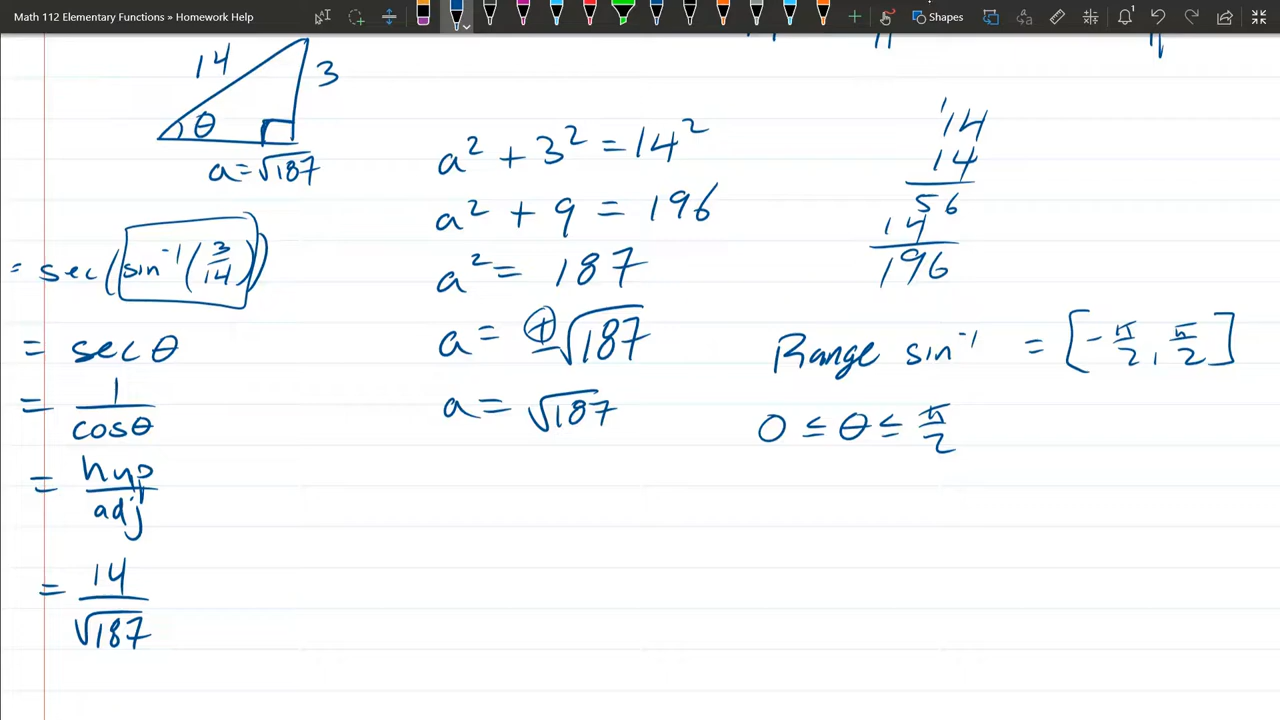 Math 112 Elementary Functions » Homework Help
Shapes
14
3
θ
a = √187
= sec(sin⁻¹(3/14))
= sec θ
= 1/cos θ
= hyp/adj
= 14/√187
a² + 3² = 14²
a² + 9 = 196
a² = 187
a = ±√187
a = √187
1
14
14
56
14
196
Range sin⁻¹ = [-π/2, π/2]
0 ≤ θ ≤ π/2